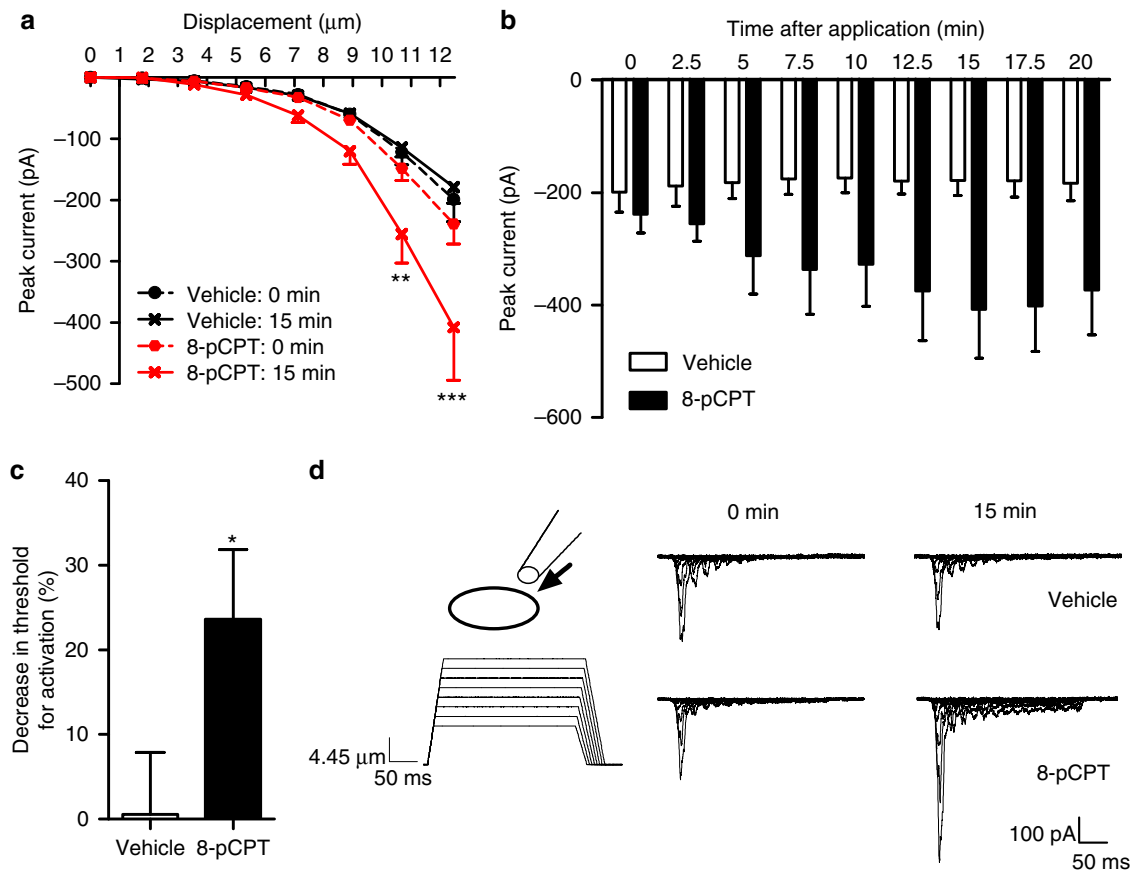 a
Displacement (μm)
0 1 2 3 4 5 6 7 8 9 10 11 12
Peak current (pA)
–100
–200
–300
–400
–500
**
***
Vehicle: 0 min
Vehicle: 15 min
8-pCPT: 0 min
8-pCPT: 15 min
b
Time after application (min)
0 2.5 5 7.5 10 12.5 15 17.5 20
Peak current (pA)
0
–200
–400
–600
Vehicle
8-pCPT
c
Decrease in threshold
for activation (%)
40
30
20
10
0
*
Vehicle 8-pCPT
d
4.45 μm
50 ms
0 min
15 min
Vehicle
8-pCPT
100 pA
50 ms